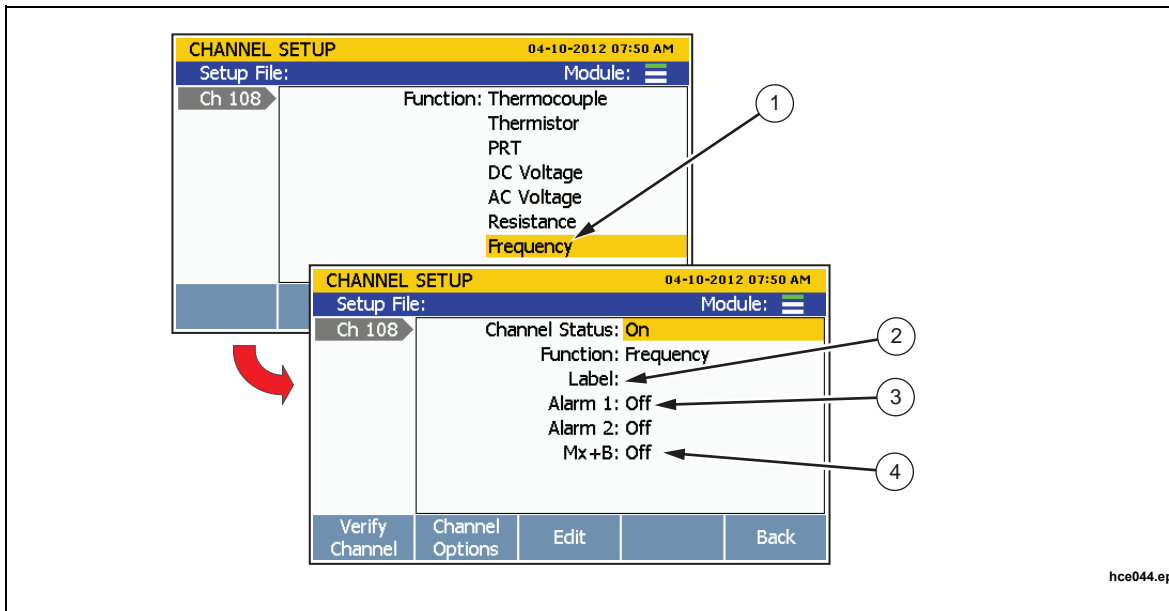 CHANNEL SETUP 04-10-2012 07:50 AM
Setup File: Module:
Ch 108
Function: Thermocouple
Thermistor
PRT
DC Voltage
AC Voltage
Resistance
Frequency
1
CHANNEL SETUP 04-10-2012 07:50 AM
Setup File: Module:
Ch 108
Channel Status: On
Function: Frequency
Label:
Alarm 1: Off
Alarm 2: Off
Mx+B: Off
2
3
4
Verify Channel
Channel Options
Edit
Back
hce044.ep